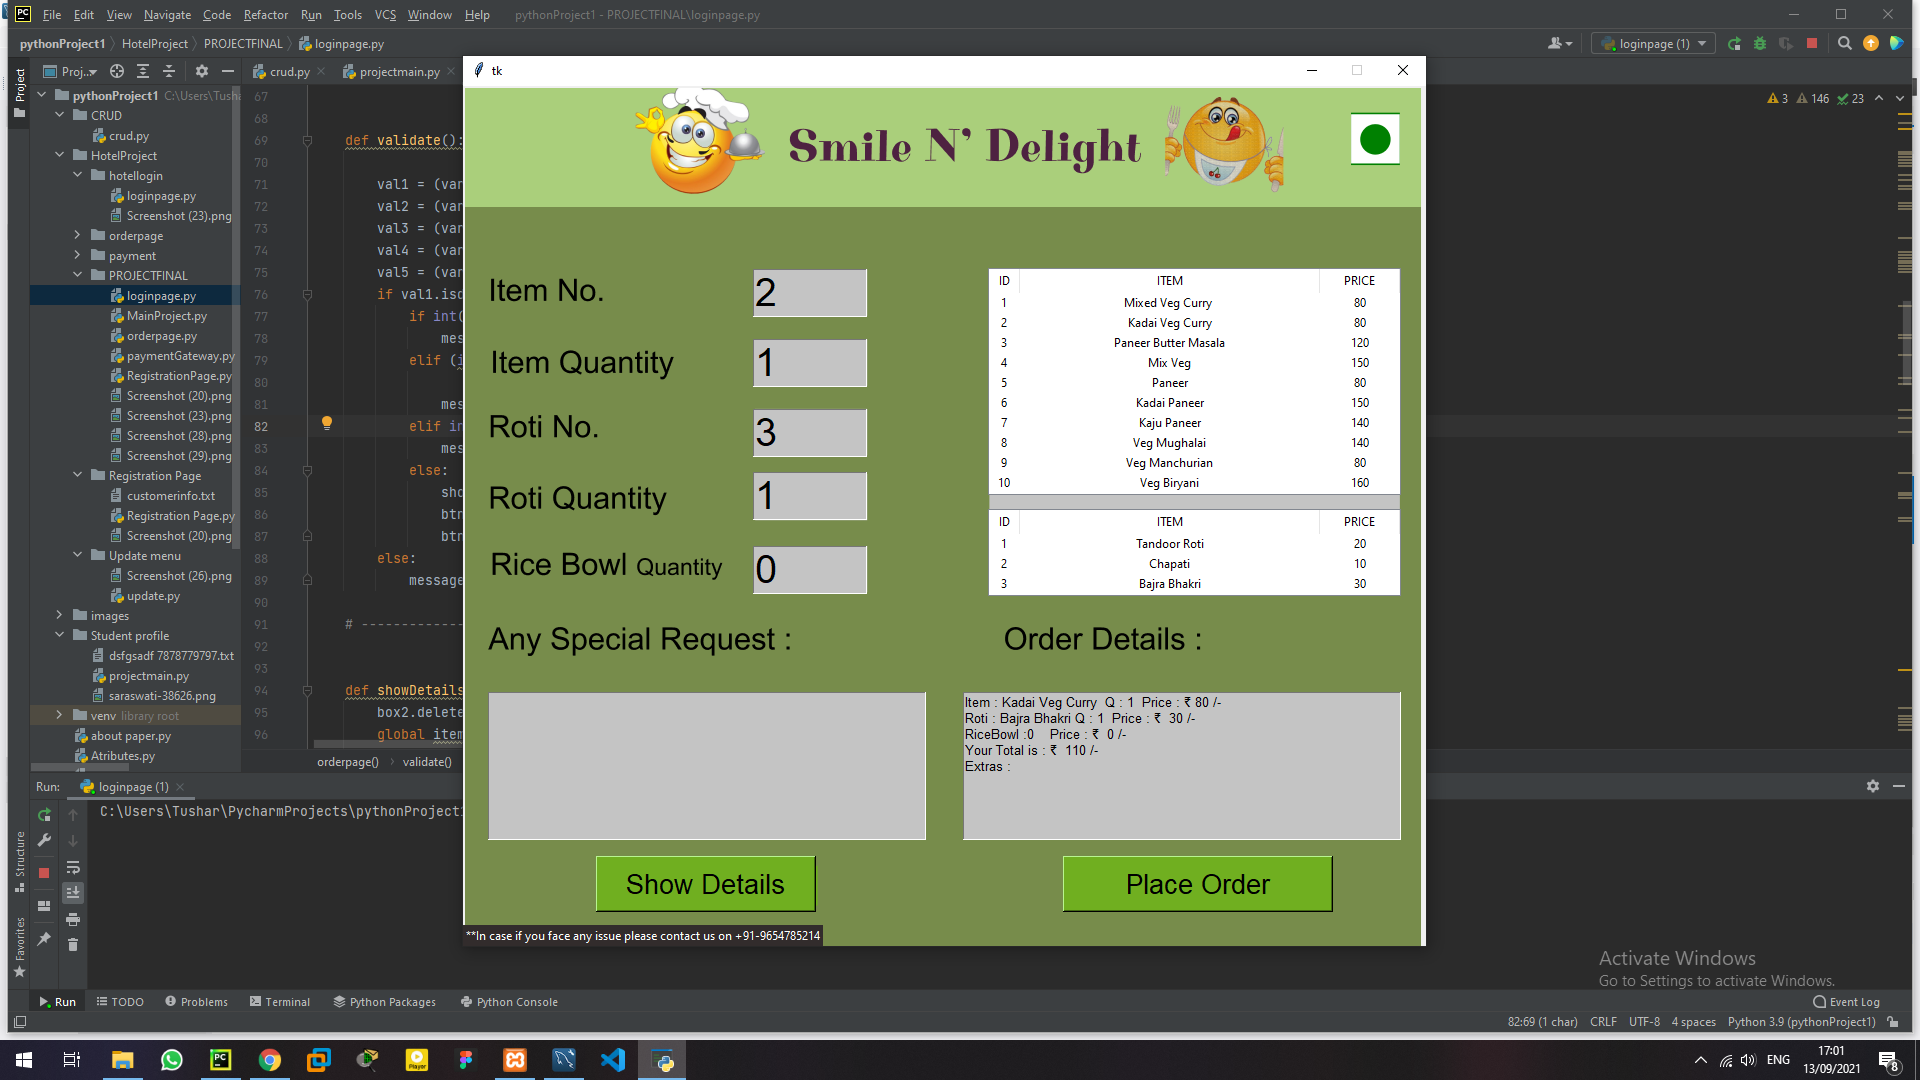 File Edit View Navigate Code Refactor Run Tools VCS Window Help pythonProject1 - PROJECTFINAL\loginpage.py
pythonProject1 HotelProject PROJECTFINAL loginpage.py
loginpage (1)
Project
Proj...
crud.py
projectmain.py
tk
3 146 23
pythonProject1 C:\Users\Tusha
CRUD
crud.py
HotelProject
hotellogin
loginpage.py
Screenshot (23).png
orderpage
payment
PROJECTFINAL
loginpage.py
MainProject.py
orderpage.py
paymentGateway.py
RegistrationPage.py
Screenshot (20).png
Screenshot (23).png
Screenshot (28).png
Screenshot (29).png
Registration Page
customerinfo.txt
Registration Page.py
Screenshot (20).png
Update menu
Screenshot (26).png
update.py
images
Student profile
dsfgsadf 7878779797.txt
projectmain.py
saraswati-38626.png
venv library root
about paper.py
Atributes.py
67
68
69 def validate():
70
71 val1 = (var
72 val2 = (var
73 val3 = (var
74 val4 = (var
75 val5 = (var
76 if val1.isd
77 if int(
78 mes
79 elif (i
80
81 mes
82 elif in
83 mes
84 else:
85 sho
86 btn
87 btn
88 else:
89 message
90
91 # -------------
92
93
94 def showDetails
95 box2.delete
96 global item
orderpage() validate()
Smile N' Delight
Item No. 2
Item Quantity 1
Roti No. 3
Roti Quantity 1
Rice Bowl Quantity 0
ID ITEM PRICE
1 Mixed Veg Curry 80
2 Kadai Veg Curry 80
3 Paneer Butter Masala 120
4 Mix Veg 150
5 Paneer 80
6 Kadai Paneer 150
7 Kaju Paneer 140
8 Veg Mughalai 140
9 Veg Manchurian 80
10 Veg Biryani 160
ID ITEM PRICE
1 Tandoor Roti 20
2 Chapati 10
3 Bajra Bhakri 30
Any Special Request :
Order Details :
Item : Kadai Veg Curry Q : 1 Price : ₹ 80 /-
Roti : Bajra Bhakri Q : 1 Price : ₹ 30 /-
RiceBowl :0 Price : ₹ 0 /-
Your Total is : ₹ 110 /-
Extras :
Show Details
Place Order
**In case if you face any issue please contact us on +91-9654785214
Run: loginpage (1)
C:\Users\Tushar\PycharmProjects\pythonProject
Structure
Favorites
Activate Windows
Go to Settings to activate Windows.
Run TODO Problems Terminal Python Packages Python Console Event Log
82:69 (1 char) CRLF UTF-8 4 spaces Python 3.9 (pythonProject1)
PC
Player
ENG
17:01
13/09/2021
8